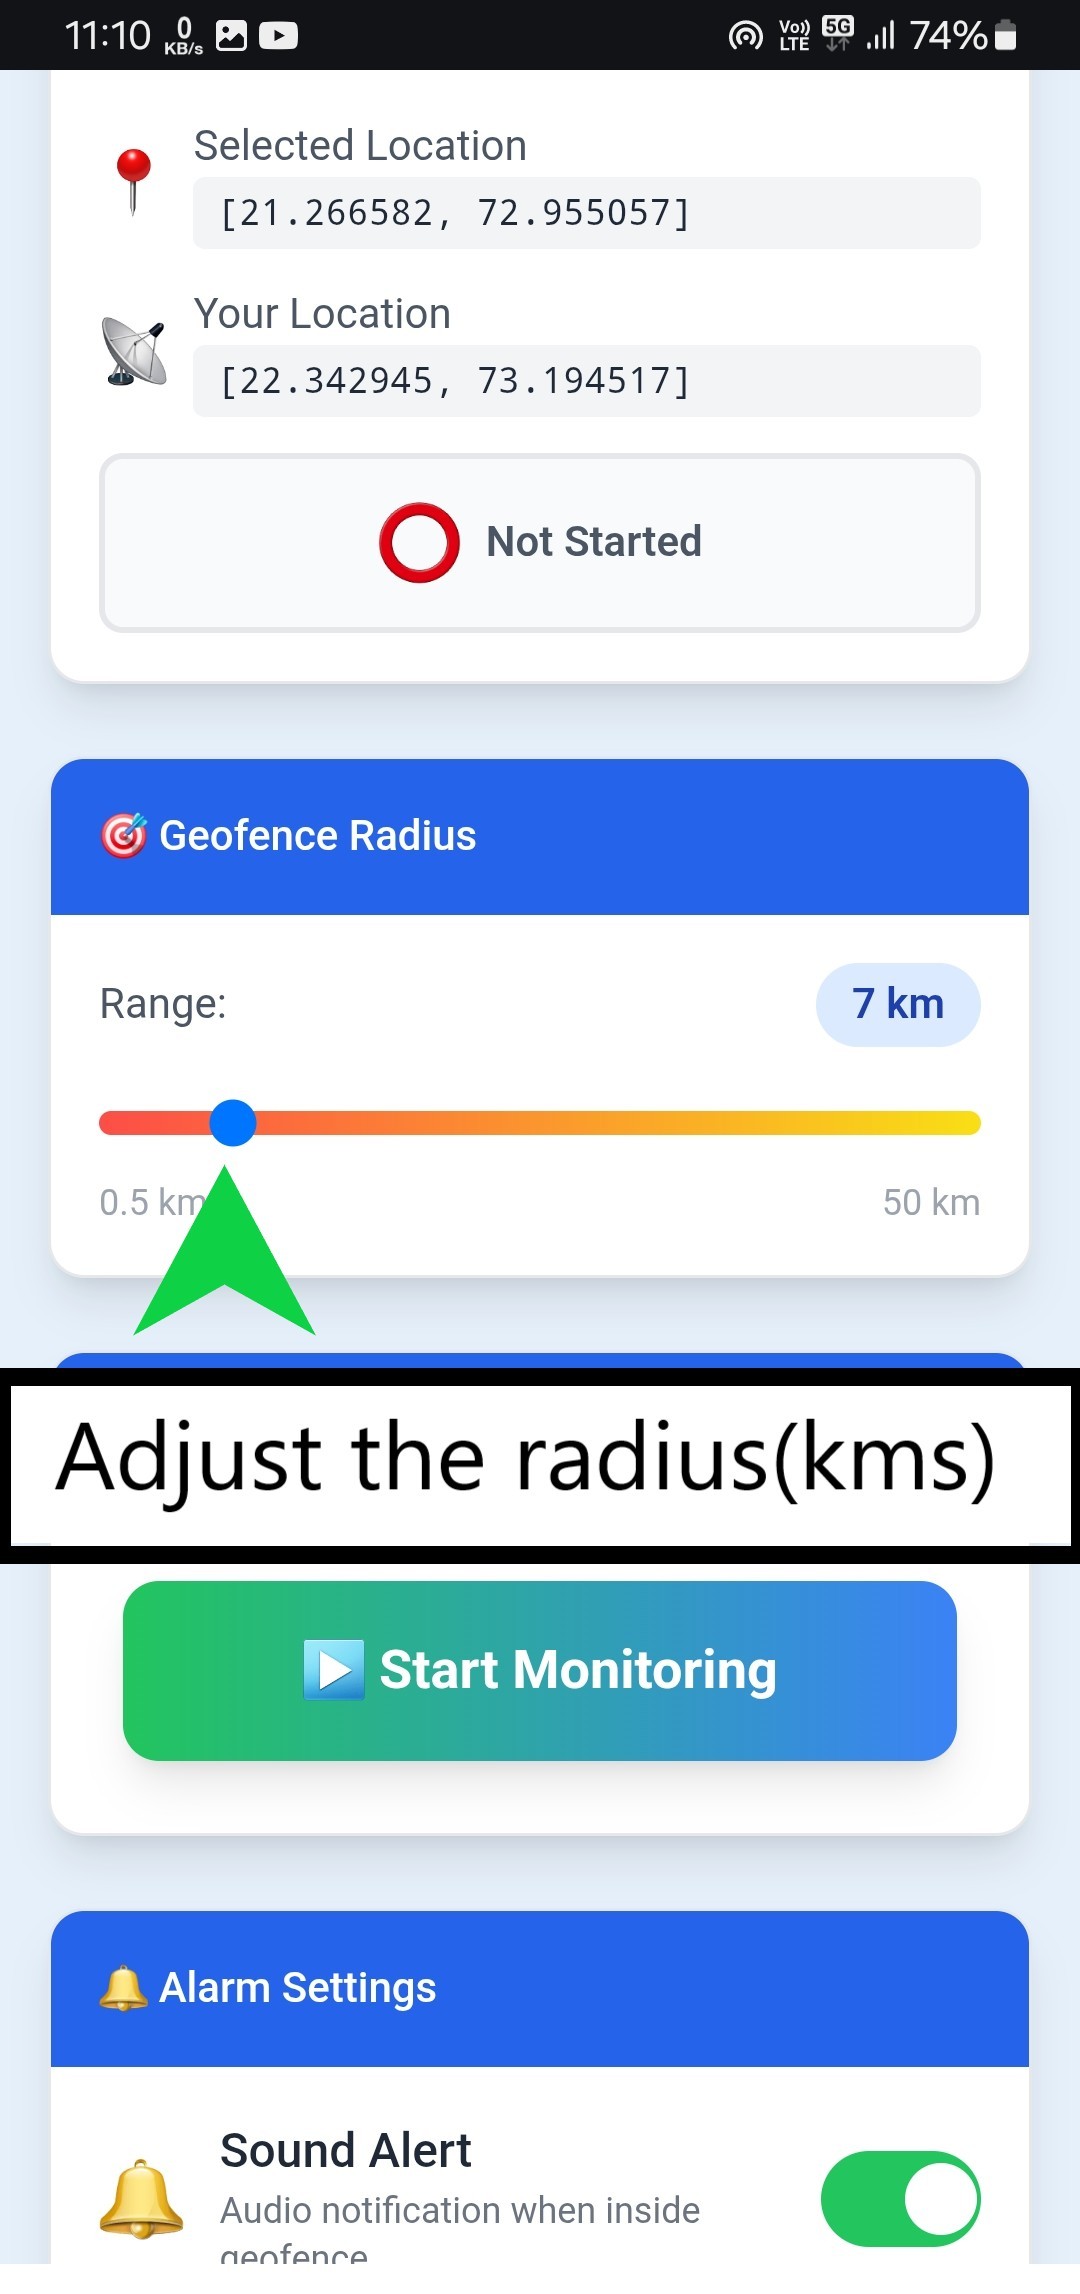 11:10 0 KB/s Vo)) LTE 5G 74%
Selected Location
[21.266582, 72.955057]
Your Location
[22.342945, 73.194517]
Not Started
Geofence Radius
Range:
7 km
0.5 km
50 km
Adjust the radius(kms)
Start Monitoring
Alarm Settings
Sound Alert
Audio notification when inside
geofence